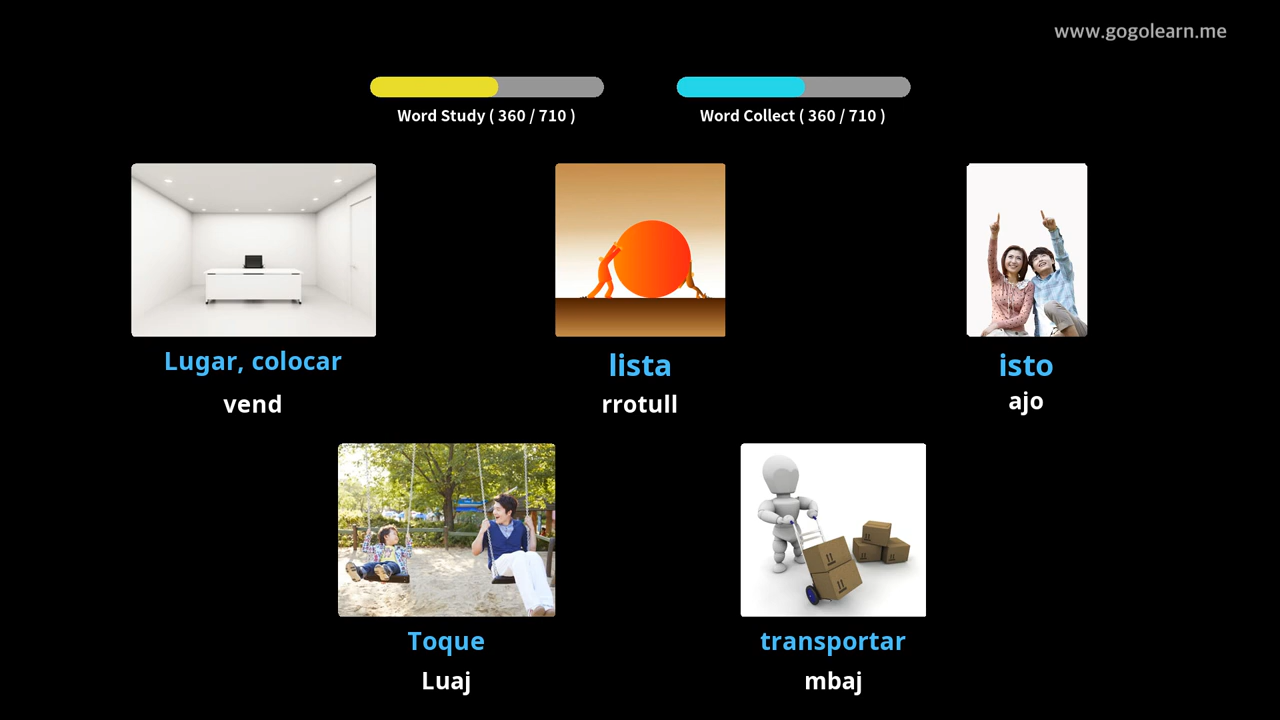 www.gogolearn.me
Word Study ( 360 / 710 )
Word Collect ( 360 / 710 )
Lugar, colocar
vend
lista
rrotull
isto
ajo
Toque
Luaj
transportar
mbaj